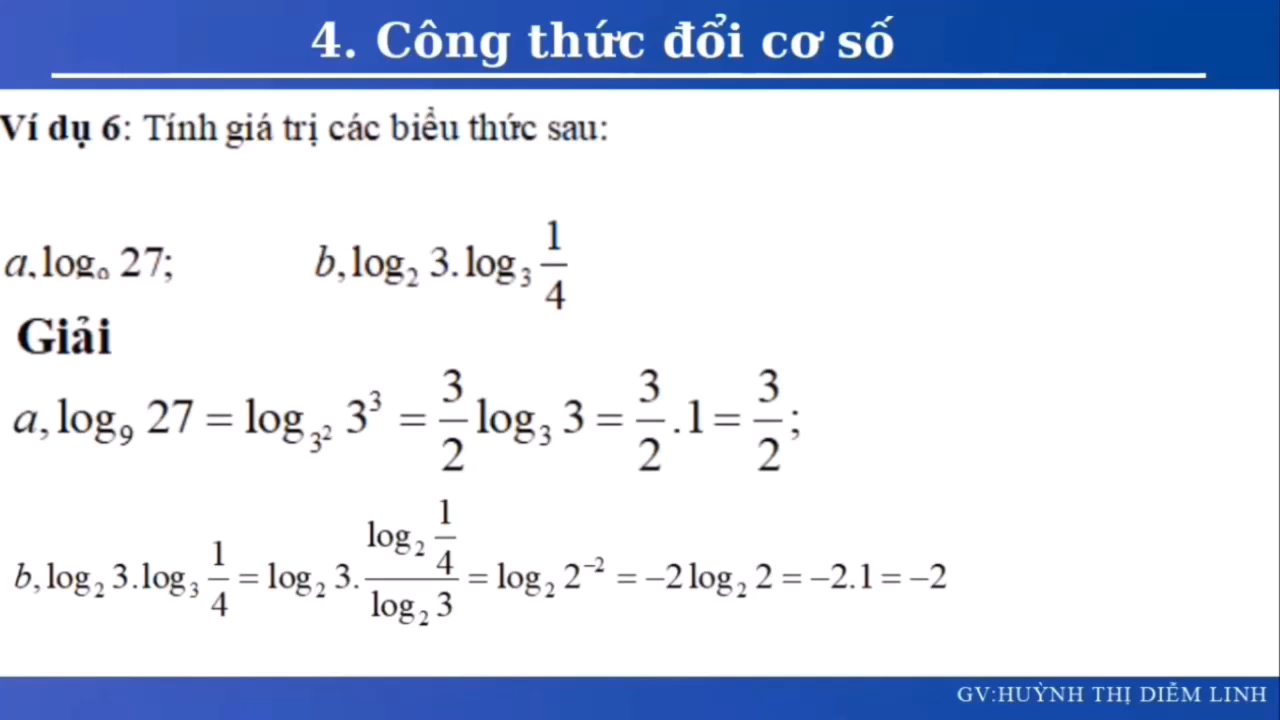 4. Công thức đổi cơ số
Ví dụ 6: Tính giá trị các biểu thức sau:
a, log₉ 27; b, log₂ 3. log₃ 1/4
Giải
a, log₉ 27 = log_{3²} 3³ = 3/2 log₃ 3 = 3/2 .1 = 3/2 ;
b, log₂ 3.log₃ 1/4 = log₂ 3. (log₂ 1/4)/(log₂ 3) = log₂ 2⁻² = −2 log₂ 2 = −2.1 = −2
GV:HUỲNH THỊ DIỄM LINH